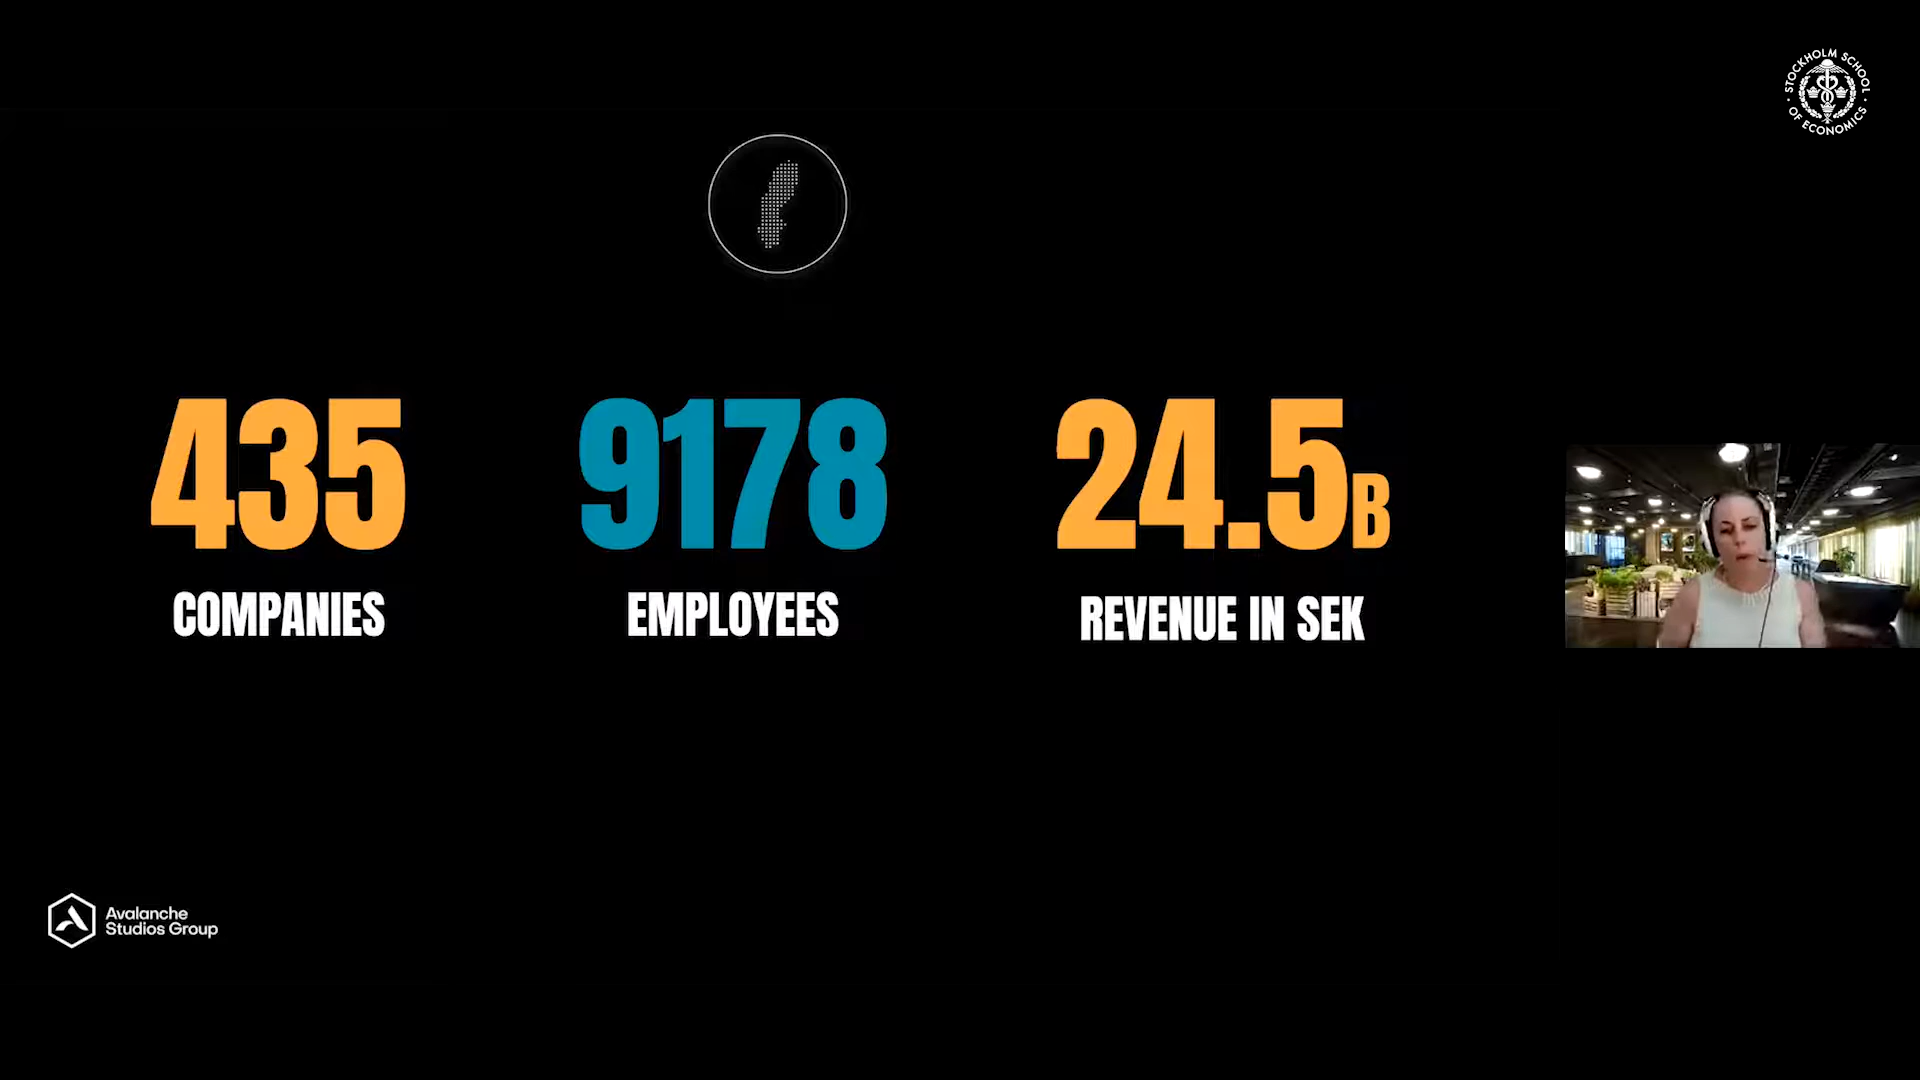 STOCKHOLM SCHOOL
OF ECONOMICS
435
9178
24.5B
COMPANIES
EMPLOYEES
REVENUE IN SEK
Avalanche
Studios Group